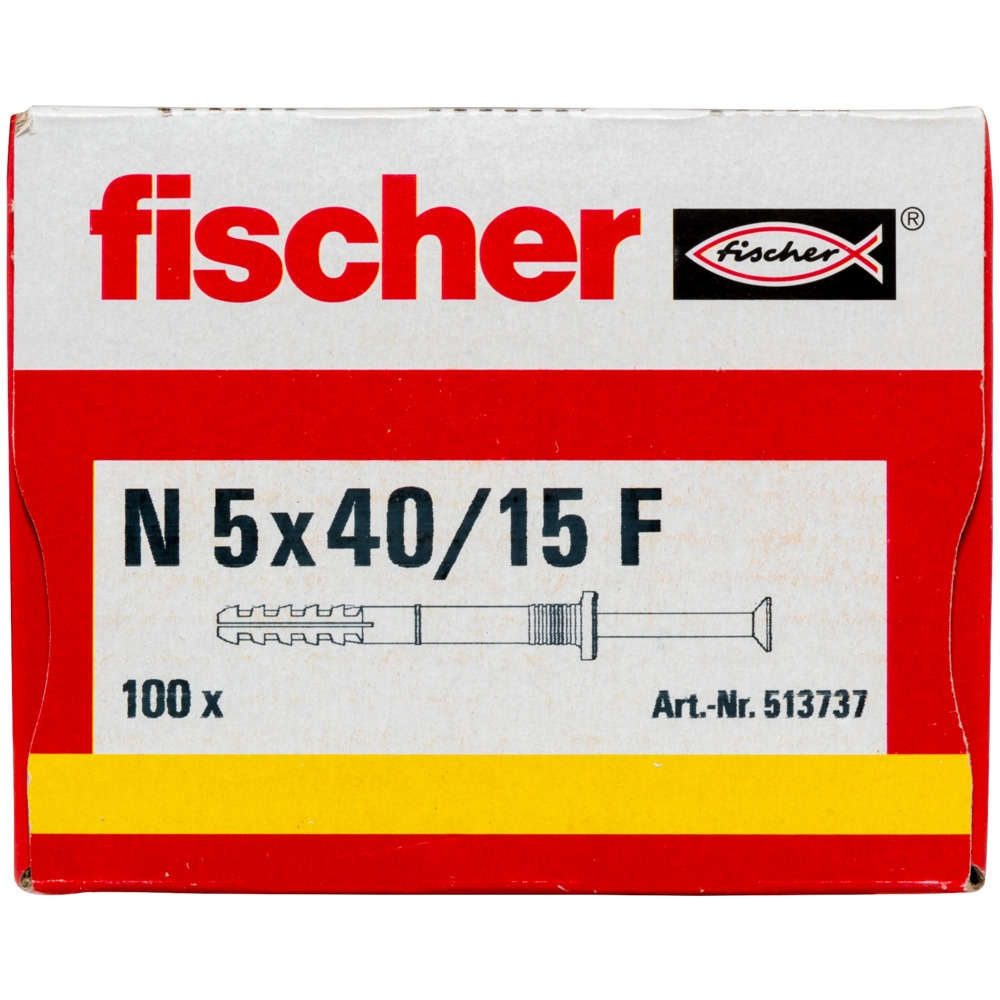 fischer
fischer ®
N 5x40/15 F
100 x
Art.-Nr. 513737